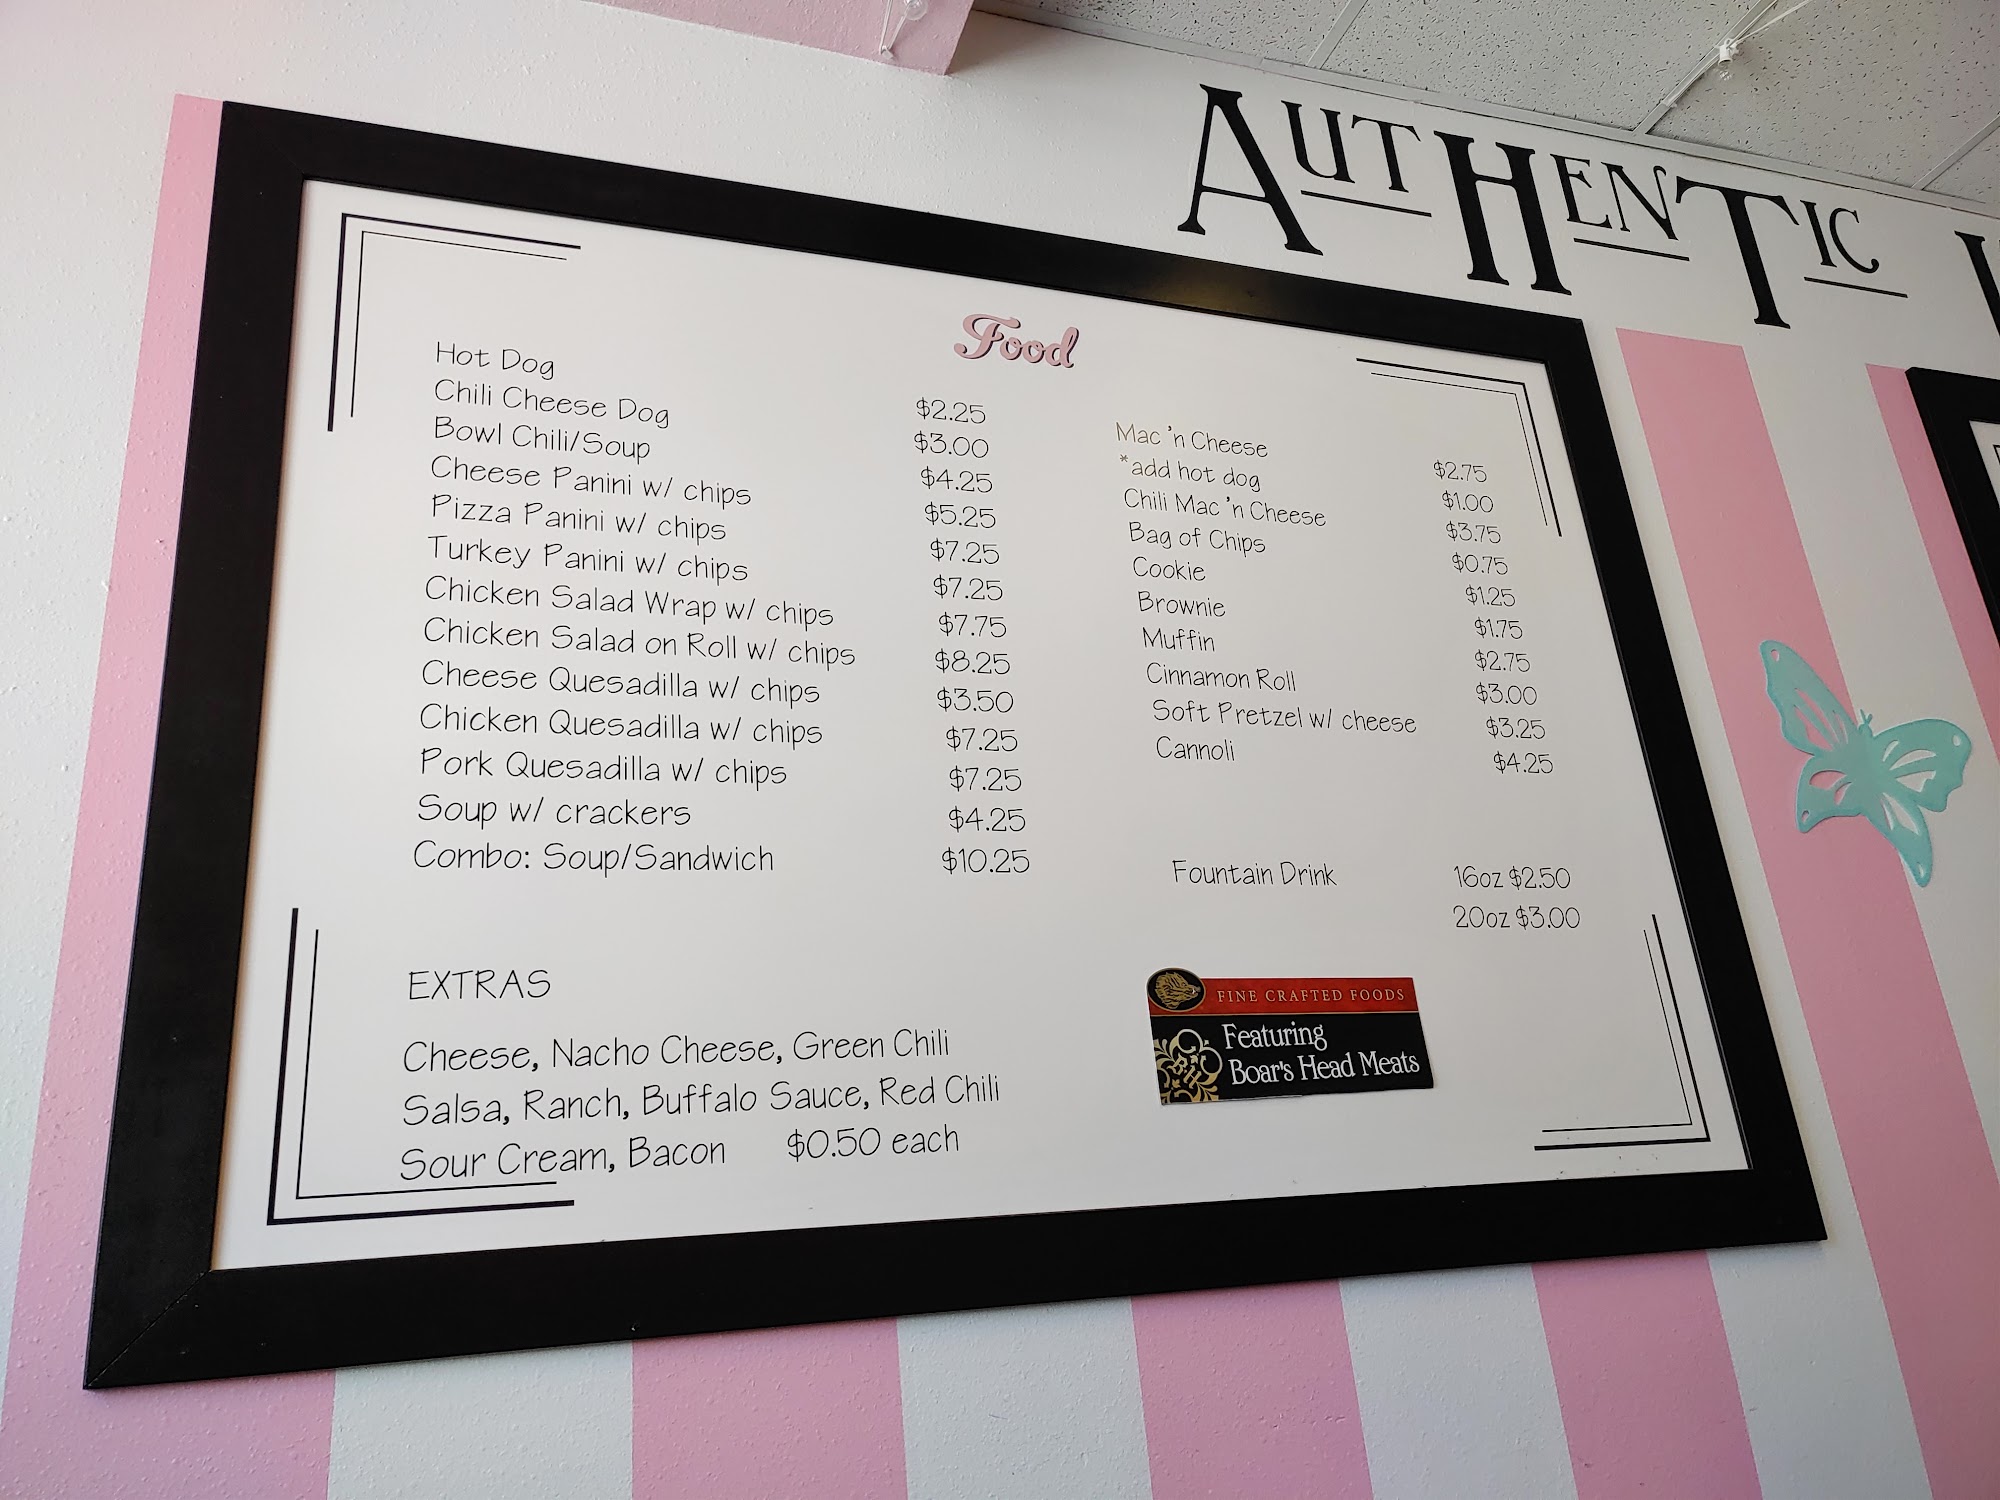 AUTHENTIC
Food
Hot Dog $2.25
Chili Cheese Dog $3.00
Bowl Chili/Soup $4.25
Cheese Panini w/ chips $5.25
Pizza Panini w/ chips $7.25
Turkey Panini w/ chips $7.25
Chicken Salad Wrap w/ chips $7.75
Chicken Salad on Roll w/ chips $8.25
Cheese Quesadilla w/ chips $3.50
Chicken Quesadilla w/ chips $7.25
Pork Quesadilla w/ chips $7.25
Soup w/ crackers $4.25
Combo: Soup/Sandwich $10.25
Mac 'n Cheese $2.75
*add hot dog $1.00
Chili Mac 'n Cheese $3.75
Bag of Chips $0.75
Cookie $1.25
Brownie $1.75
Muffin $2.75
Cinnamon Roll $3.00
Soft Pretzel w/ cheese $3.25
Cannoli $4.25
Fountain Drink 16oz $2.50
20oz $3.00
EXTRAS
Cheese, Nacho Cheese, Green Chili
Salsa, Ranch, Buffalo Sauce, Red Chili
Sour Cream, Bacon $0.50 each
FINE CRAFTED FOODS
Featuring
Boar's Head Meats